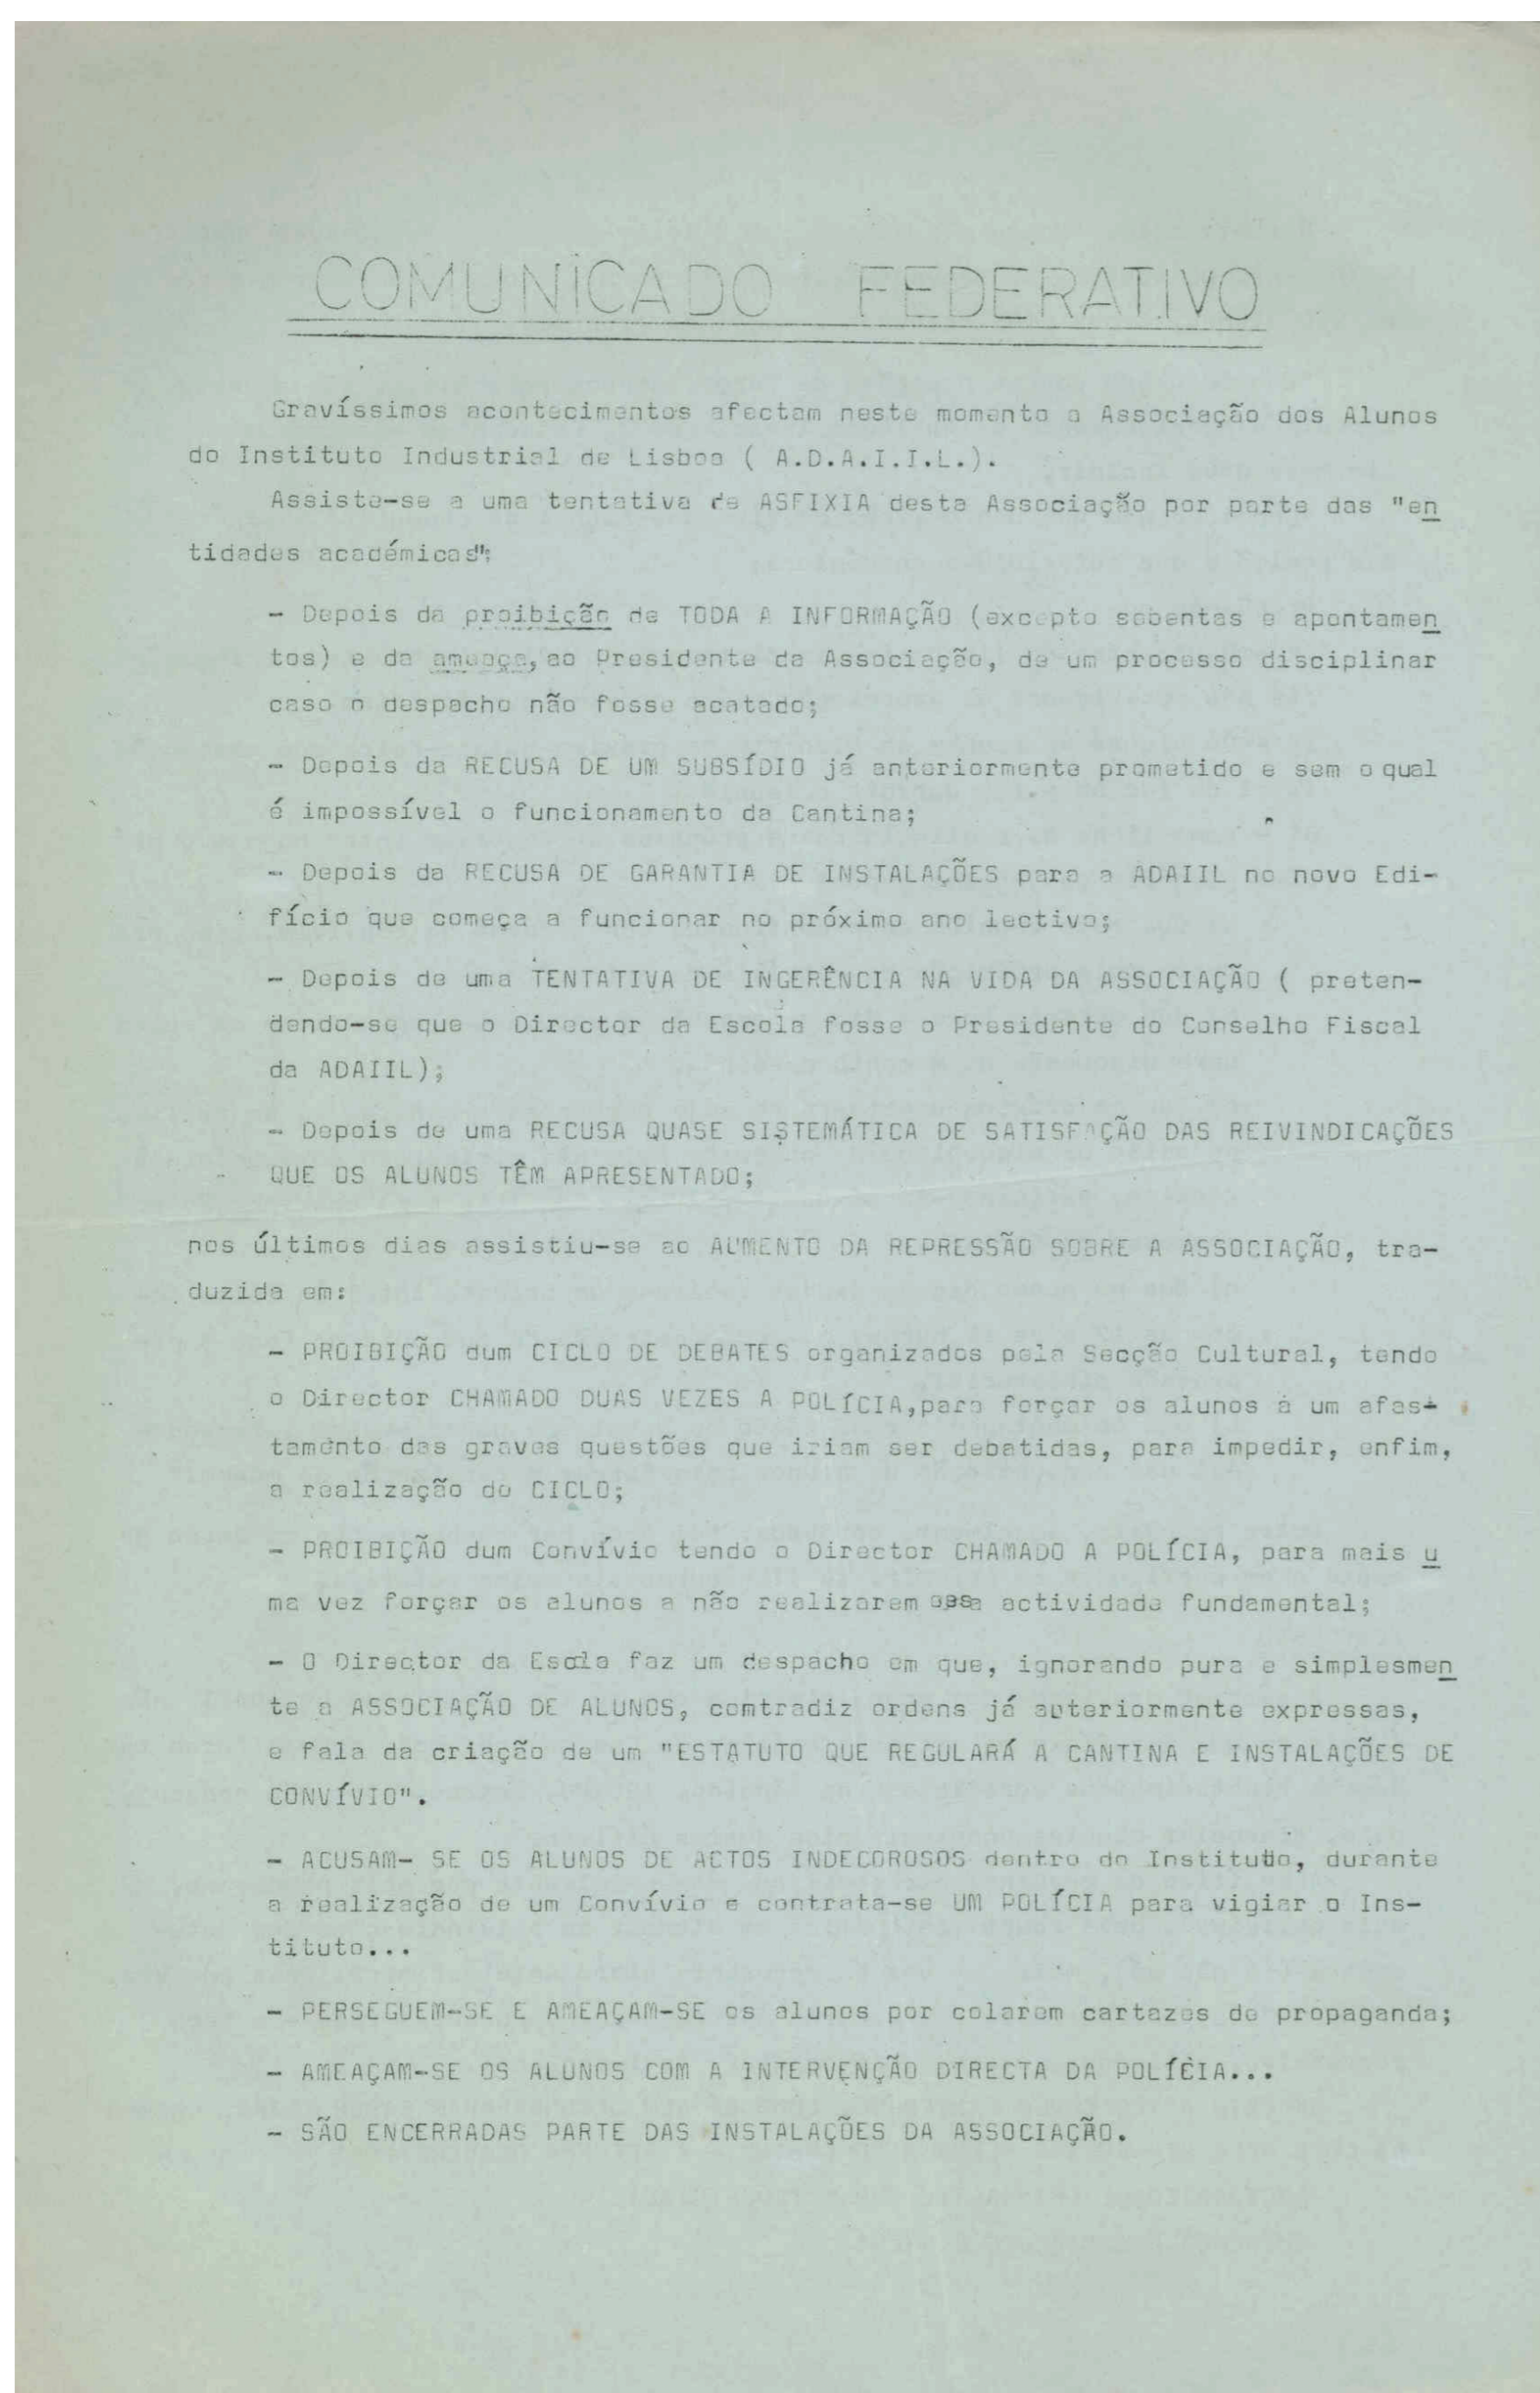 COMUNICADO FEDERATIVO
Gravíssimos acontecimentos afectam neste momento a Associação dos Alunos
do Instituto Industrial de Lisboa ( A.D.A.I.I.L.).
Assiste-se a uma tentativa de ASFIXIA desta Associação por parte das "en
tidades académicas":
- Depois da proibição de TODA A INFORMAÇÃO (excepto sebentas e apontamen
tos) e da ameaça, ao Presidente da Associação, de um processo disciplinar
caso o despacho não fosse acatado;
- Depois da RECUSA DE UM SUBSÍDIO já anteriormente prometido e sem o qual
é impossível o funcionamento da Cantina;
- Depois da RECUSA DE GARANTIA DE INSTALAÇÕES para a ADAIIL no novo Edi-
fício que começa a funcionar no próximo ano lectivo;
- Depois de uma TENTATIVA DE INGERÊNCIA NA VIDA DA ASSOCIAÇÃO ( preten-
dendo-se que o Director da Escola fosse o Presidente do Conselho Fiscal
da ADAIIL);
- Depois de uma RECUSA QUASE SISTEMÁTICA DE SATISFAÇÃO DAS REIVINDICAÇÕES
QUE OS ALUNOS TÊM APRESENTADO;
nos últimos dias assistiu-se ao AUMENTO DA REPRESSÃO SOBRE A ASSOCIAÇÃO, tra-
duzida em:
- PROIBIÇÃO dum CICLO DE DEBATES organizados pela Secção Cultural, tendo
o Director CHAMADO DUAS VEZES A POLÍCIA,para forçar os alunos a um afas-
tamento das graves questões que iriam ser debatidas, para impedir, enfim,
a realização do CICLO;
- PROIBIÇÃO dum Convívio tendo o Director CHAMADO A POLÍCIA, para mais u
ma vez forçar os alunos a não realizarem essa actividade fundamental;
- O Director da Escola faz um despacho em que, ignorando pura e simplesmen
te a ASSOCIAÇÃO DE ALUNOS, comtradiz ordens já anteriormente expressas,
e fala da criação de um "ESTATUTO QUE REGULARÁ A CANTINA E INSTALAÇÕES DE
CONVÍVIO".
- ACUSAM- SE OS ALUNOS DE ACTOS INDECOROSOS dentro do Instituto, durante
a realização de um Convívio e contrata-se UM POLÍCIA para vigiar o Ins-
tituto...
- PERSEGUEM-SE E AMEAÇAM-SE os alunos por colarem cartazes de propaganda;
- AMEAÇAM-SE OS ALUNOS COM A INTERVENÇÃO DIRECTA DA POLÍCIA...
- SÃO ENCERRADAS PARTE DAS INSTALAÇÕES DA ASSOCIAÇÃO.